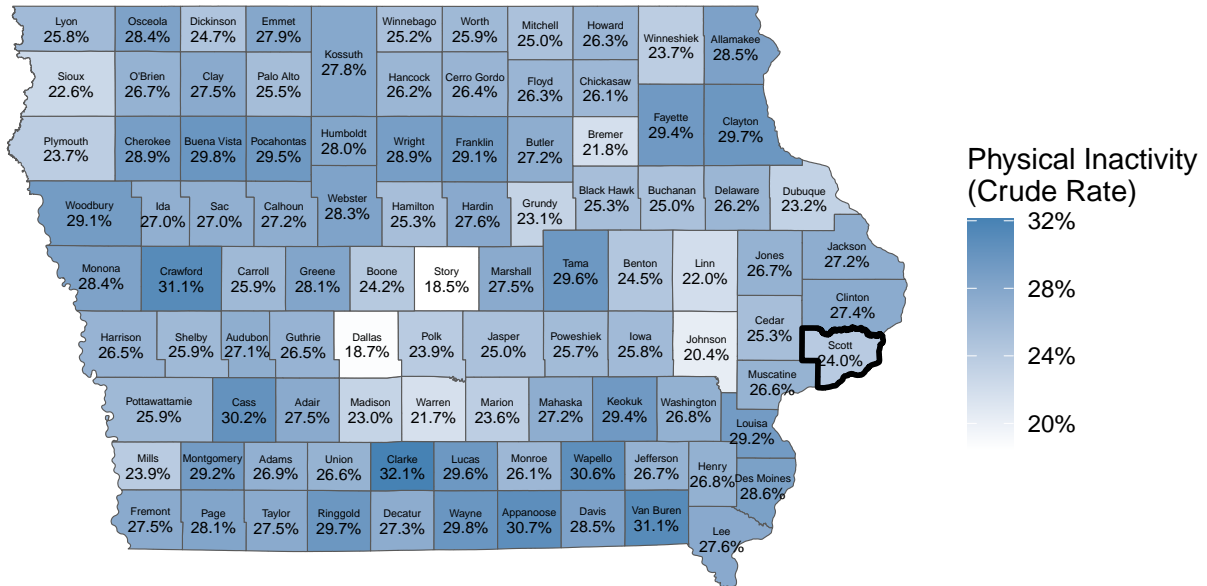 Lyon
25.8%
Osceola
28.4%
Dickinson
24.7%
Emmet
27.9%
Kossuth
27.8%
Winnebago
25.2%
Worth
25.9%
Mitchell
25.0%
Howard
26.3%
Winneshiek
23.7%
Allamakee
28.5%
Sioux
22.6%
O'Brien
26.7%
Clay
27.5%
Palo Alto
25.5%
Hancock
26.2%
Cerro Gordo
26.4%
Floyd
26.3%
Chickasaw
26.1%
Plymouth
23.7%
Cherokee
28.9%
Buena Vista
29.8%
Pocahontas
29.5%
Humboldt
28.0%
Wright
28.9%
Franklin
29.1%
Butler
27.2%
Bremer
21.8%
Fayette
29.4%
Clayton
29.7%
Woodbury
29.1%
Ida
27.0%
Sac
27.0%
Calhoun
27.2%
Webster
28.3%
Hamilton
25.3%
Hardin
27.6%
Grundy
23.1%
Black Hawk
25.3%
Buchanan
25.0%
Delaware
26.2%
Dubuque
23.2%
Monona
28.4%
Crawford
31.1%
Carroll
25.9%
Greene
28.1%
Boone
24.2%
Story
18.5%
Marshall
27.5%
Tama
29.6%
Benton
24.5%
Linn
22.0%
Jones
26.7%
Jackson
27.2%
Clinton
27.4%
Harrison
26.5%
Shelby
25.9%
Audubon
27.1%
Guthrie
26.5%
Dallas
18.7%
Polk
23.9%
Jasper
25.0%
Poweshiek
25.7%
Iowa
25.8%
Johnson
20.4%
Cedar
25.3%
Scott
24.0%
Muscatine
26.6%
Pottawattamie
25.9%
Cass
30.2%
Adair
27.5%
Madison
23.0%
Warren
21.7%
Marion
23.6%
Mahaska
27.2%
Keokuk
29.4%
Washington
26.8%
Louisa
29.2%
Mills
23.9%
Montgomery
29.2%
Adams
26.9%
Union
26.6%
Clarke
32.1%
Lucas
29.6%
Monroe
26.1%
Wapello
30.6%
Jefferson
26.7%
Henry
26.8%
Des Moines
28.6%
Fremont
27.5%
Page
28.1%
Taylor
27.5%
Ringgold
29.7%
Decatur
27.3%
Wayne
29.8%
Appanoose
30.7%
Davis
28.5%
Van Buren
31.1%
Lee
27.6%
Physical Inactivity
(Crude Rate)
32%
28%
24%
20%